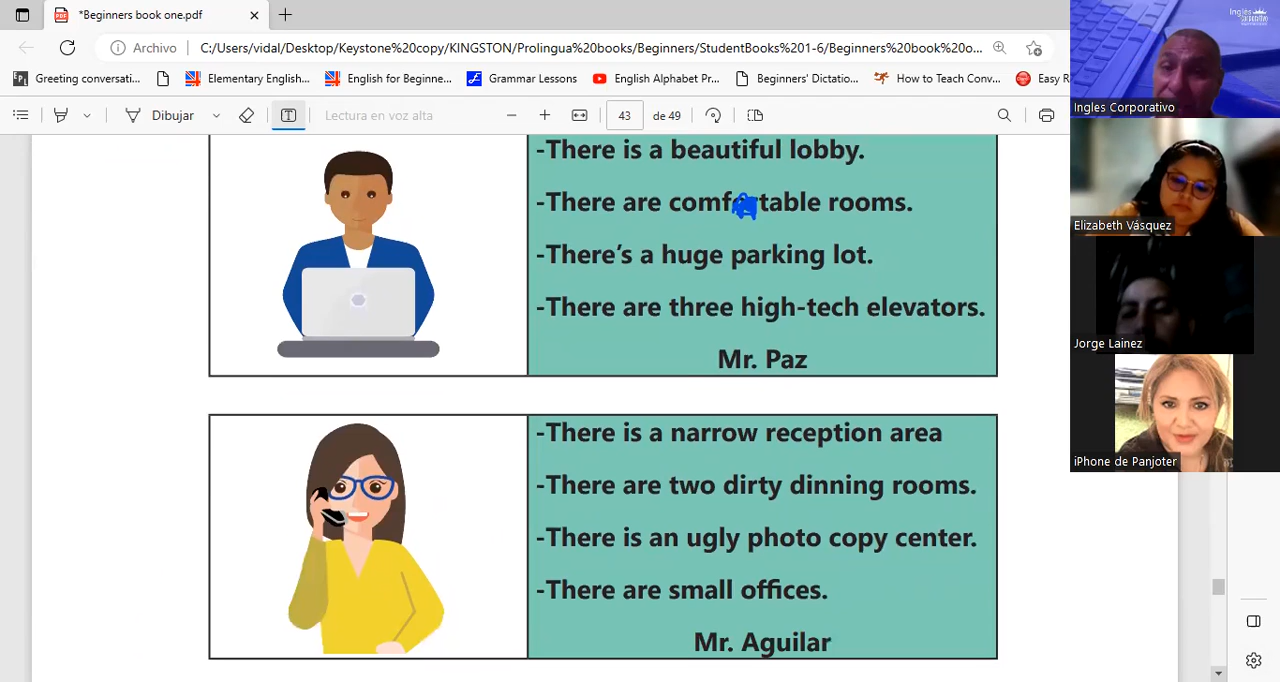 *Beginners book one.pdf
Archivo
C:/Users/vidal/Desktop/Keystone%20copy/KINGSTON/Prolingua%20books/Beginners/StudentBooks%201-6/Beginners%20book%20o...
Greeting conversati...
Elementary English...
English for Beginne...
Grammar Lessons
English Alphabet Pr...
Beginners' Dictatio...
How to Teach Conv...
Easy R
Dibujar
Lectura en voz alta
43
de 49
-There is a beautiful lobby.
-There are comfortable rooms.
-There's a huge parking lot.
-There are three high-tech elevators.
Mr. Paz
-There is a narrow reception area
-There are two dirty dinning rooms.
-There is an ugly photo copy center.
-There are small offices.
Mr. Aguilar
Inglés
Corporativo
Ingles Corporativo
Elizabeth Vásquez
Jorge Lainez
iPhone de Panjoter